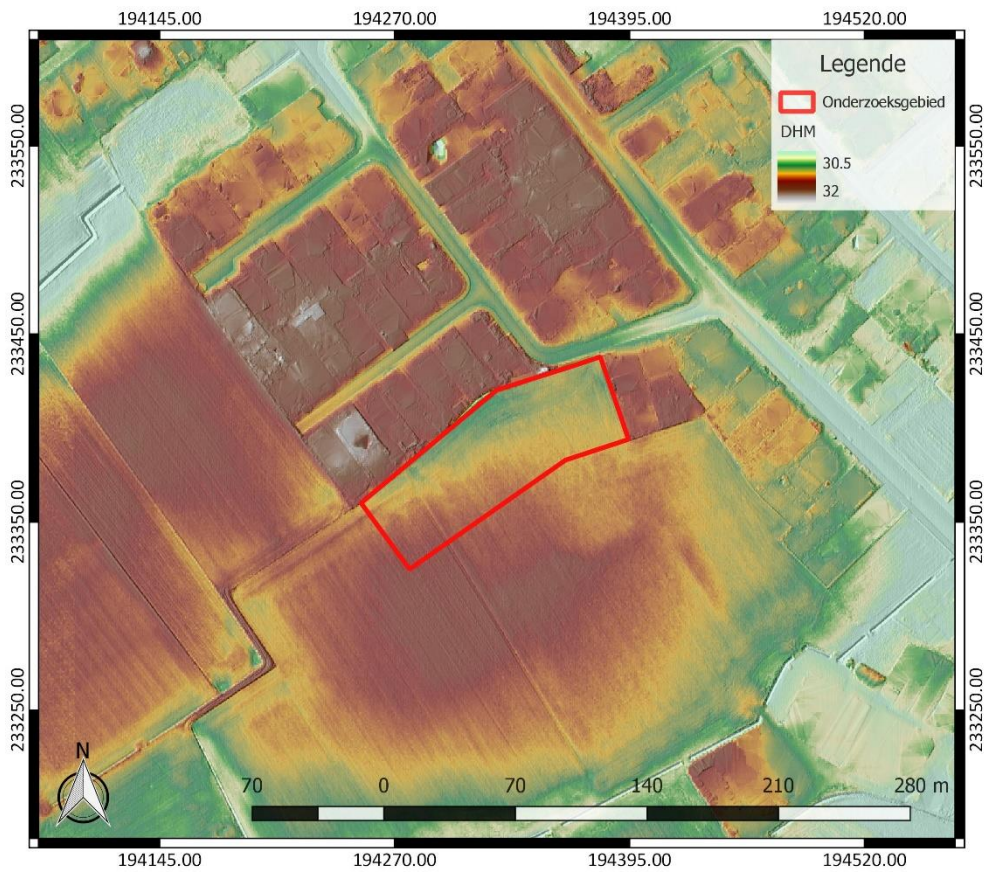 194145.00 194270.00 194395.00 194520.00
Legende
Onderzoeksgebied
DHM
30.5
32
233550.00 233550.00
233450.00 233450.00
233350.00 233350.00
233250.00 233250.00
N
70 0 70 140 210 280 m
194145.00 194270.00 194395.00 194520.00